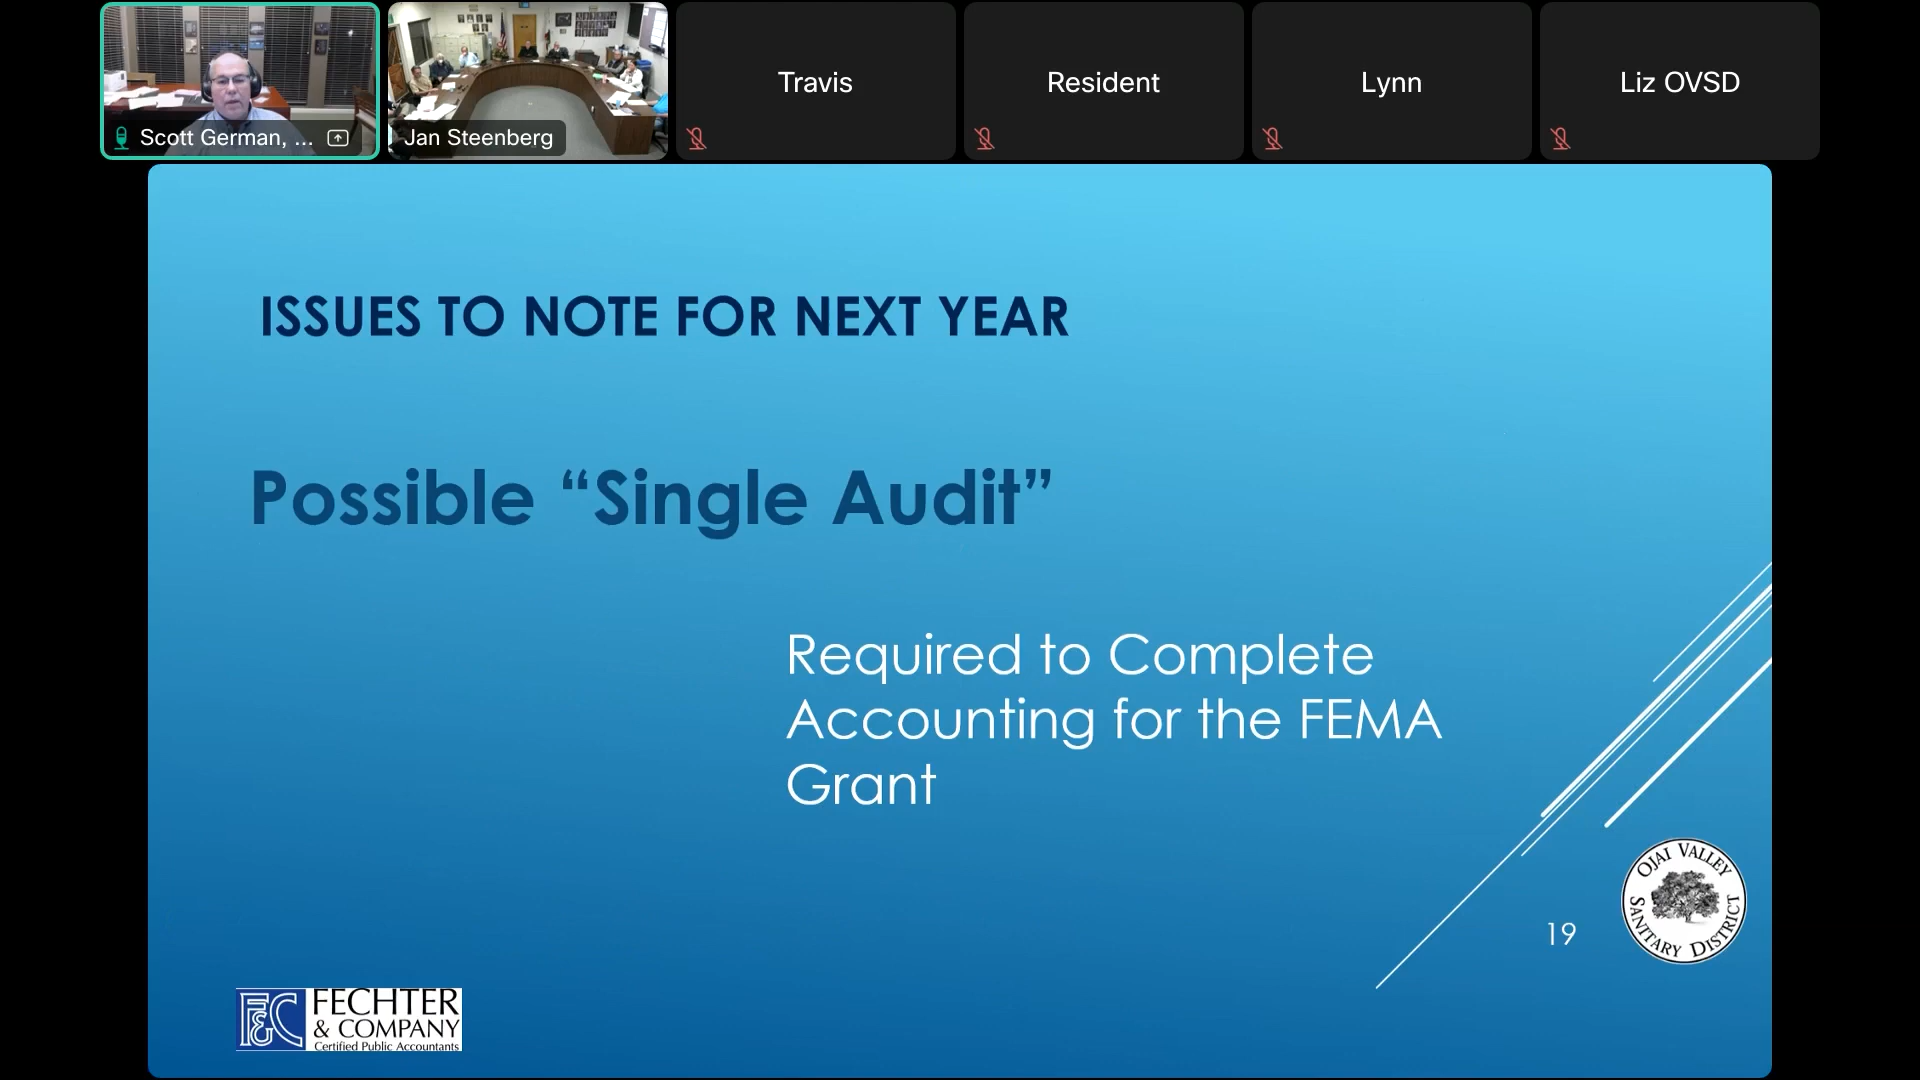 Scott German, ...
Jan Steenberg
Travis
Resident
Lynn
Liz OVSD
ISSUES TO NOTE FOR NEXT YEAR
Possible “Single Audit”
Required to Complete
Accounting for the FEMA
Grant
19
OJAI VALLEY
SANITARY DISTRICT
F&C
FECHTER
& COMPANY
Certified Public Accountants